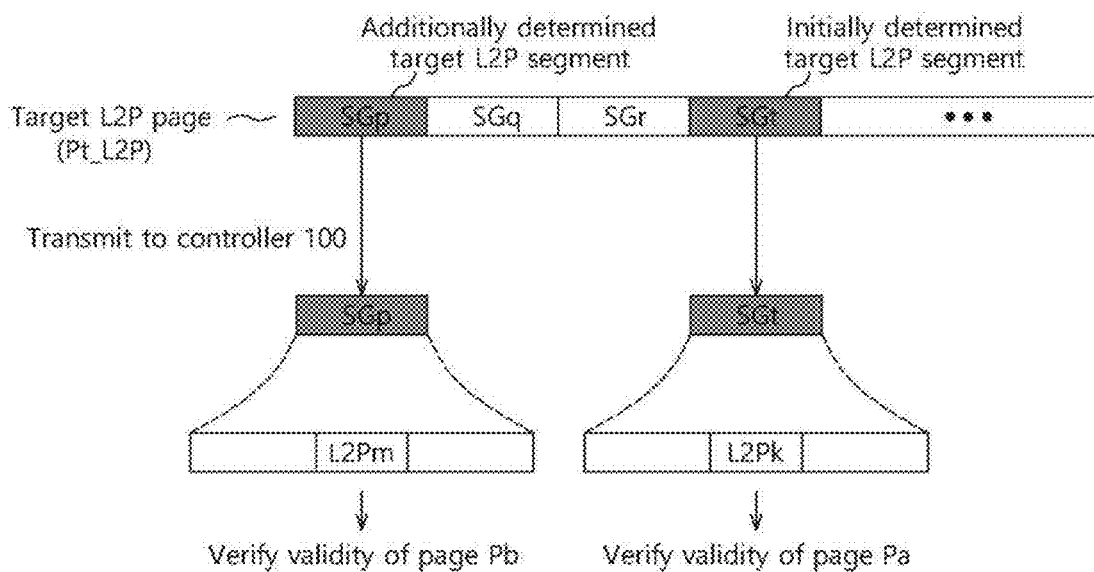 Additionally determined
target L2P segment
Initially determined
target L2P segment
Target L2P page
(Pt_L2P)
SGp SGq SGr SGt •••
Transmit to controller 100
SGp SGt
L2Pm L2Pk
Verify validity of page Pb Verify validity of page Pa